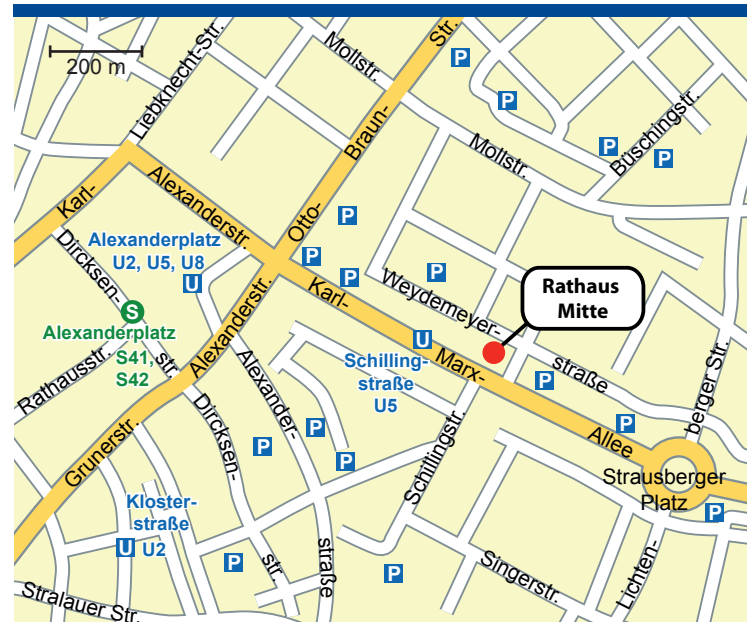 200 m
Liebknecht-Str.
Karl-
Mollstr.
Braun-
Str.
Otto-
P
P
Mollstr.
Büschingstr.
P
P
Alexanderstr.
Dircksen-
str.
Alexanderplatz
U2, U5, U8
U
P
P
P
P
S
Alexanderplatz
S41,
S42
Rathausstr.
Alexanderstr.
Grunerstr.
Karl-
Marx-
Allee
Weydemeyer-
straße
Rathaus
Mitte
U
Schilling-
straße
U5
Schillingstr.
P
P
berger Str.
Strausberger
Platz
Lichten-
P
Alexander-
straße
Dircksen-
str.
P
P
P
Kloster-
straße
U
U2
P
P
Singerstr.
Stralauer Str.